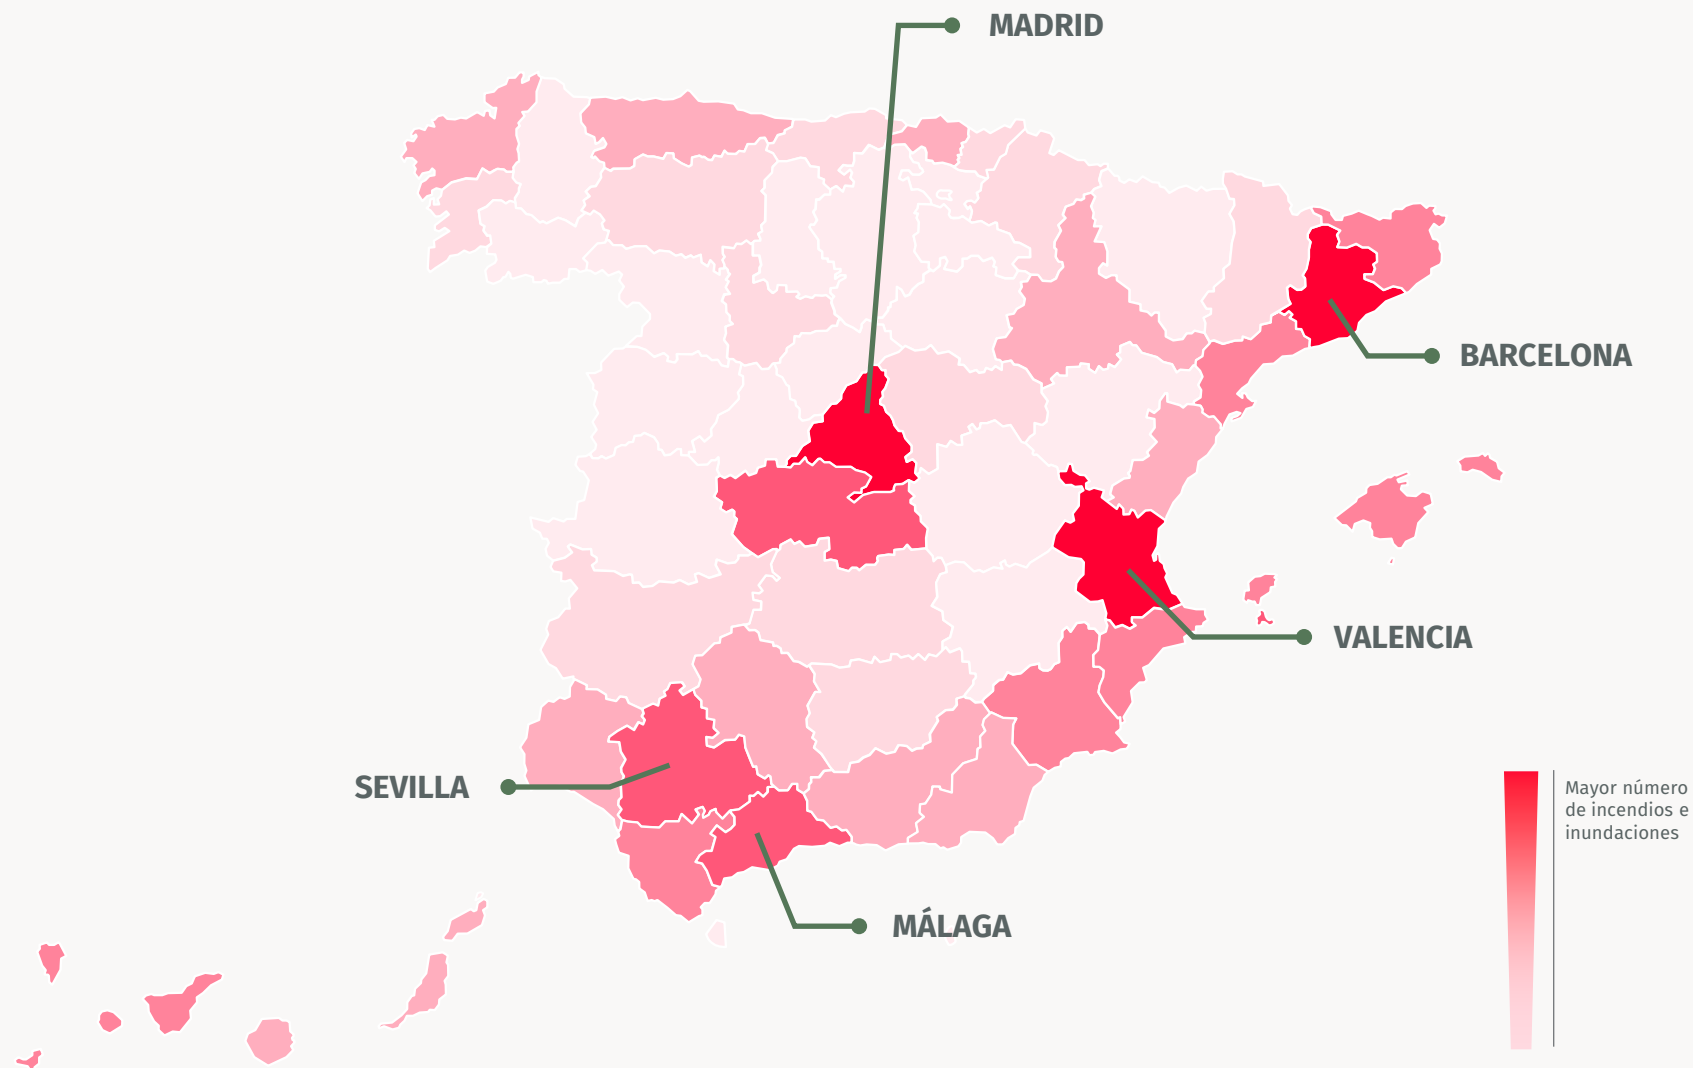 MADRID
BARCELONA
VALENCIA
SEVILLA
Mayor número
de incendios e
inundaciones
MÁLAGA